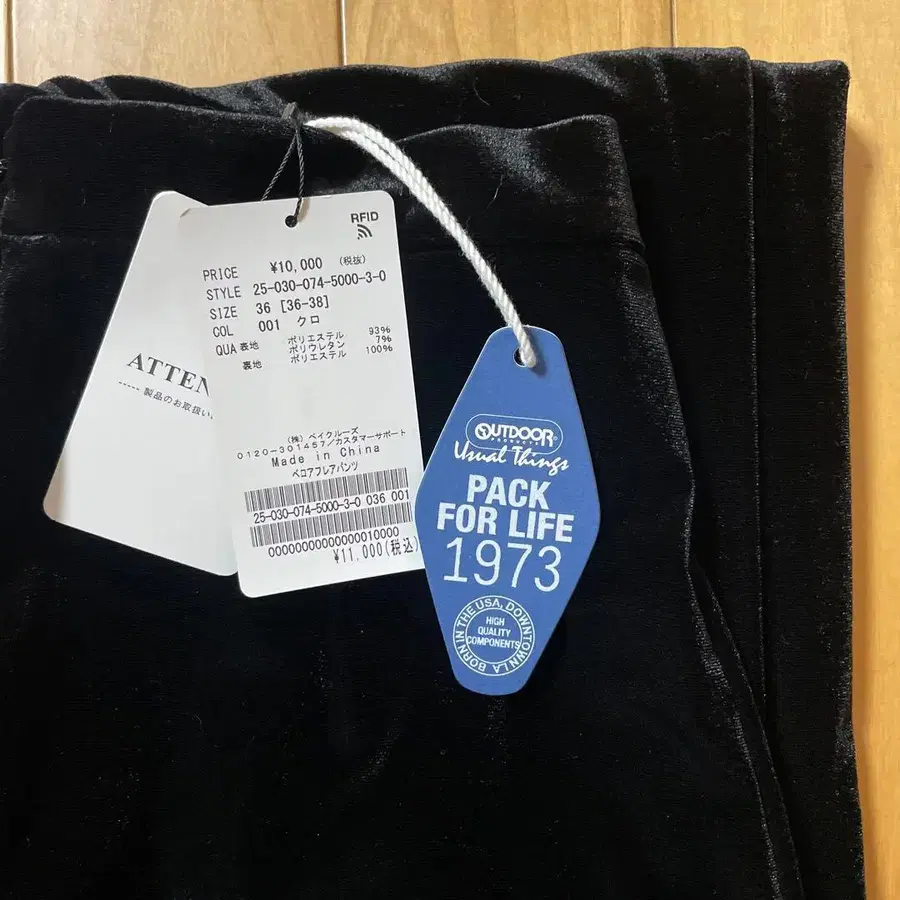 RFID
PRICE ¥10,000 (税抜)
STYLE 25-030-074-5000-3-0
SIZE 36 [36-38]
COL 001 クロ
QUA 表地 ポリエステル 93%
ポリウレタン 7%
裏地 ポリエステル 100%
(株) ベイクルーズ
0120-301457/カスタマーサポート
Made in China
ベロアフレアパンツ
25-030-074-5000-3-0 036 001
¥11,000(税込)
ATTEN
----- 製品のお取扱い
OUTDOOR
PRODUCTS
Usual Things
PACK
FOR LIFE
1973
BORN IN THE USA, DOWNTOWN LA
HIGH
QUALITY
COMPONENTS